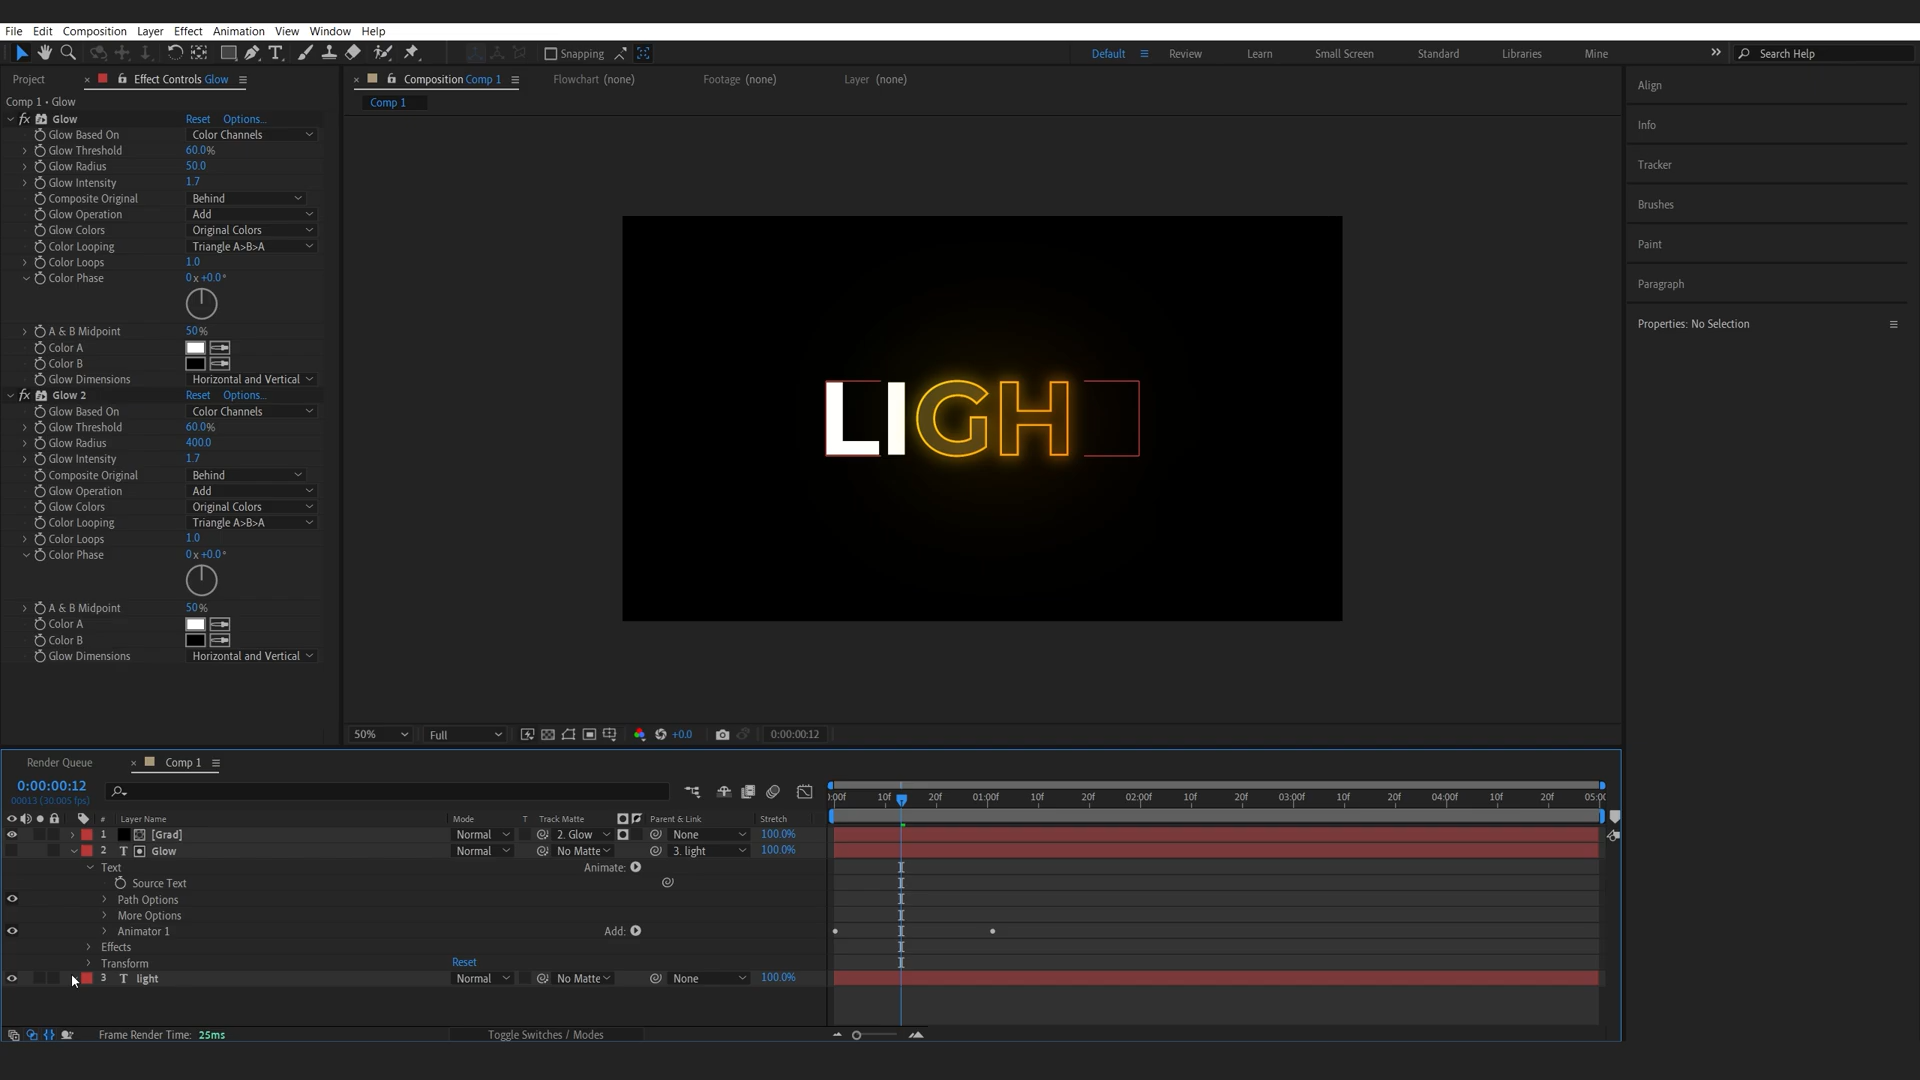 File Edit Composition Layer Effect Animation View Window Help
Snapping
Default Review Learn Small Screen Standard Libraries Mine Search Help
Project Effect Controls Glow
Composition Comp 1 Flowchart (none) Footage (none) Layer (none)
Comp 1 • Glow
Comp 1
fx Glow Reset Options...
Glow Based On Color Channels
Glow Threshold 60.0%
Glow Radius 50.0
Glow Intensity 1.7
Composite Original Behind
Glow Operation Add
Glow Colors Original Colors
Color Looping Triangle A>B>A
Color Loops 1.0
Color Phase 0 x +0.0°
A & B Midpoint 50%
Color A
Color B
Glow Dimensions Horizontal and Vertical
fx Glow 2 Reset Options...
Glow Based On Color Channels
Glow Threshold 60.0%
Glow Radius 400.0
Glow Intensity 1.7
Composite Original Behind
Glow Operation Add
Glow Colors Original Colors
Color Looping Triangle A>B>A
Color Loops 1.0
Color Phase 0 x +0.0°
A & B Midpoint 50%
Color A
Color B
Glow Dimensions Horizontal and Vertical
LIGH
Align
Info
Tracker
Brushes
Paint
Paragraph
Properties: No Selection
50% Full +0.0 0:00:00:12
Render Queue Comp 1
0:00:00:12
00013 (30.005 fps)
:00f 10f 20f 01:00f 10f 20f 02:00f 10f 20f 03:00f 10f 20f 04:00f 10f 20f 05:00
# Layer Name Mode T Track Matte Parent & Link Stretch
1 [Grad] Normal 2. Glow None 100.0%
2 T Glow Normal No Matte 3. light 100.0%
Text Animate:
Source Text
Path Options
More Options
Animator 1 Add:
Effects
Transform Reset
3 T light Normal No Matte None 100.0%
Frame Render Time: 25ms Toggle Switches / Modes